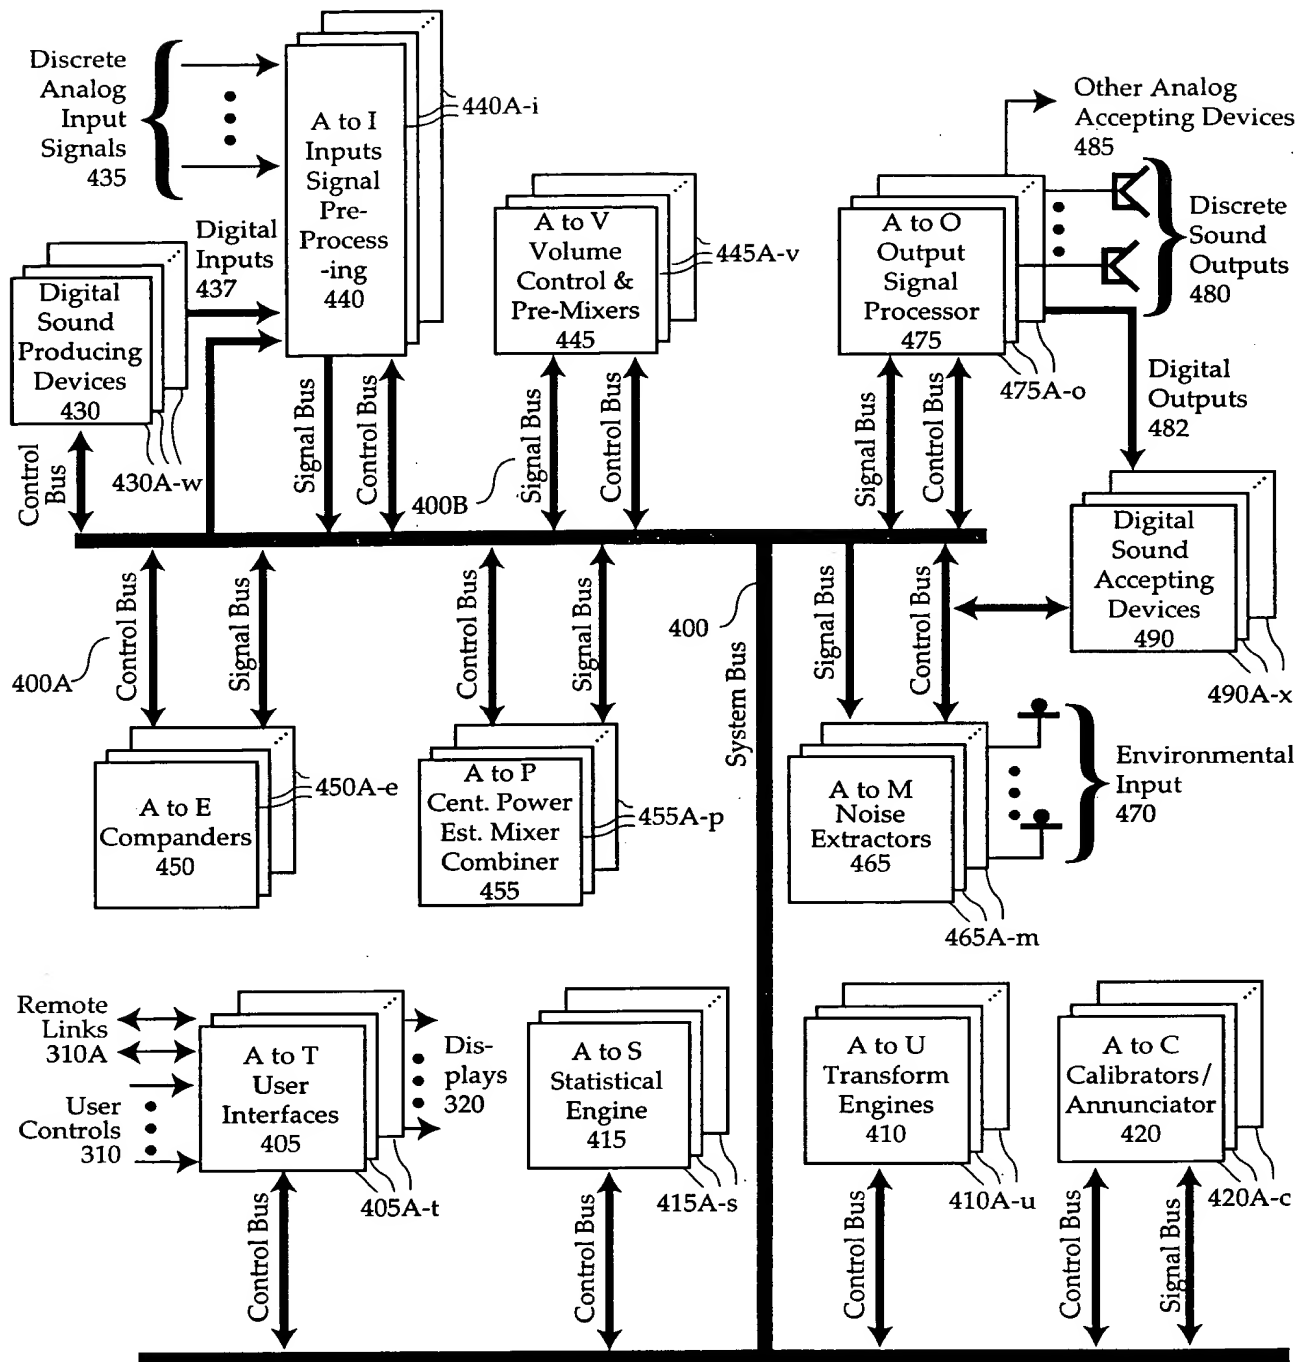 Discrete
Analog
Input
Signals
435
A to I
Inputs
Signal
Pre-
Process
-ing
440
440A-i
Digital
Inputs
437
Digital
Sound
Producing
Devices
430
430A-w
Control
Bus
Signal Bus
Control Bus
A to V
Volume
Control &
Pre-Mixers
445
445A-v
400B
Signal Bus
Control Bus
A to O
Output
Signal
Processor
475
475A-o
Signal Bus
Control Bus
Other Analog
Accepting Devices
485
Discrete
Sound
Outputs
480
Digital
Outputs
482
Digital
Sound
Accepting
Devices
490
490A-x
400A
Control Bus
Signal Bus
A to E
Companders
450
450A-e
Control Bus
Signal Bus
A to P
Cent. Power
Est. Mixer
Combiner
455
455A-p
400
System Bus
Signal Bus
Control Bus
A to M
Noise
Extractors
465
465A-m
Environmental
Input
470
Remote
Links
310A
User
Controls
310
A to T
User
Interfaces
405
405A-t
Dis-
plays
320
Control Bus
A to S
Statistical
Engine
415
415A-s
Control Bus
A to U
Transform
Engines
410
410A-u
Control Bus
A to C
Calibrators/
Annunciator
420
420A-c
Control Bus
Signal Bus